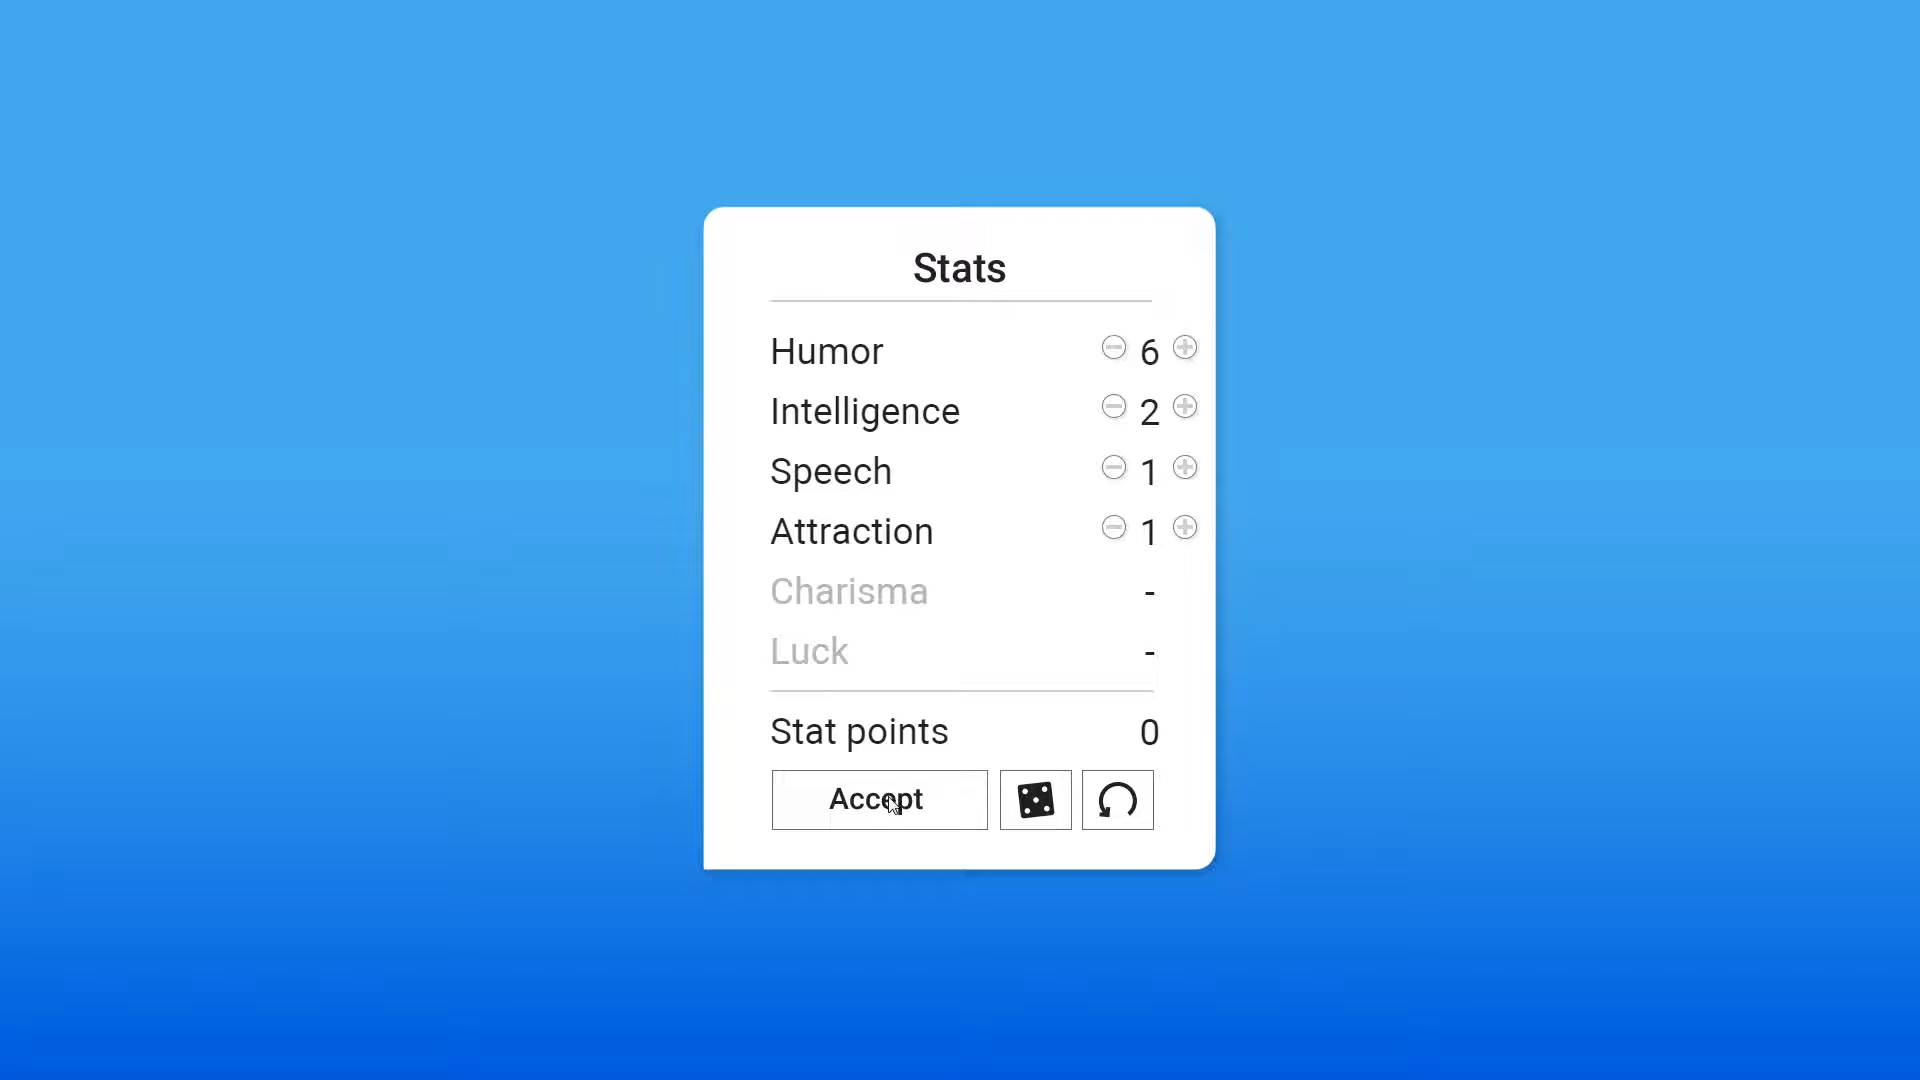 Stats
Humor 6
Intelligence 2
Speech 1
Attraction 1
Charisma -
Luck -
Stat points 0
Accept